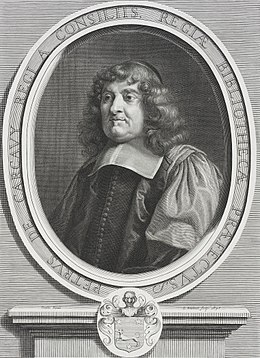 PETRUS DE CARCAVY REGI A CONSILIIS, REGIÆ BIBLIOTHECÆ PRÆFECTUS